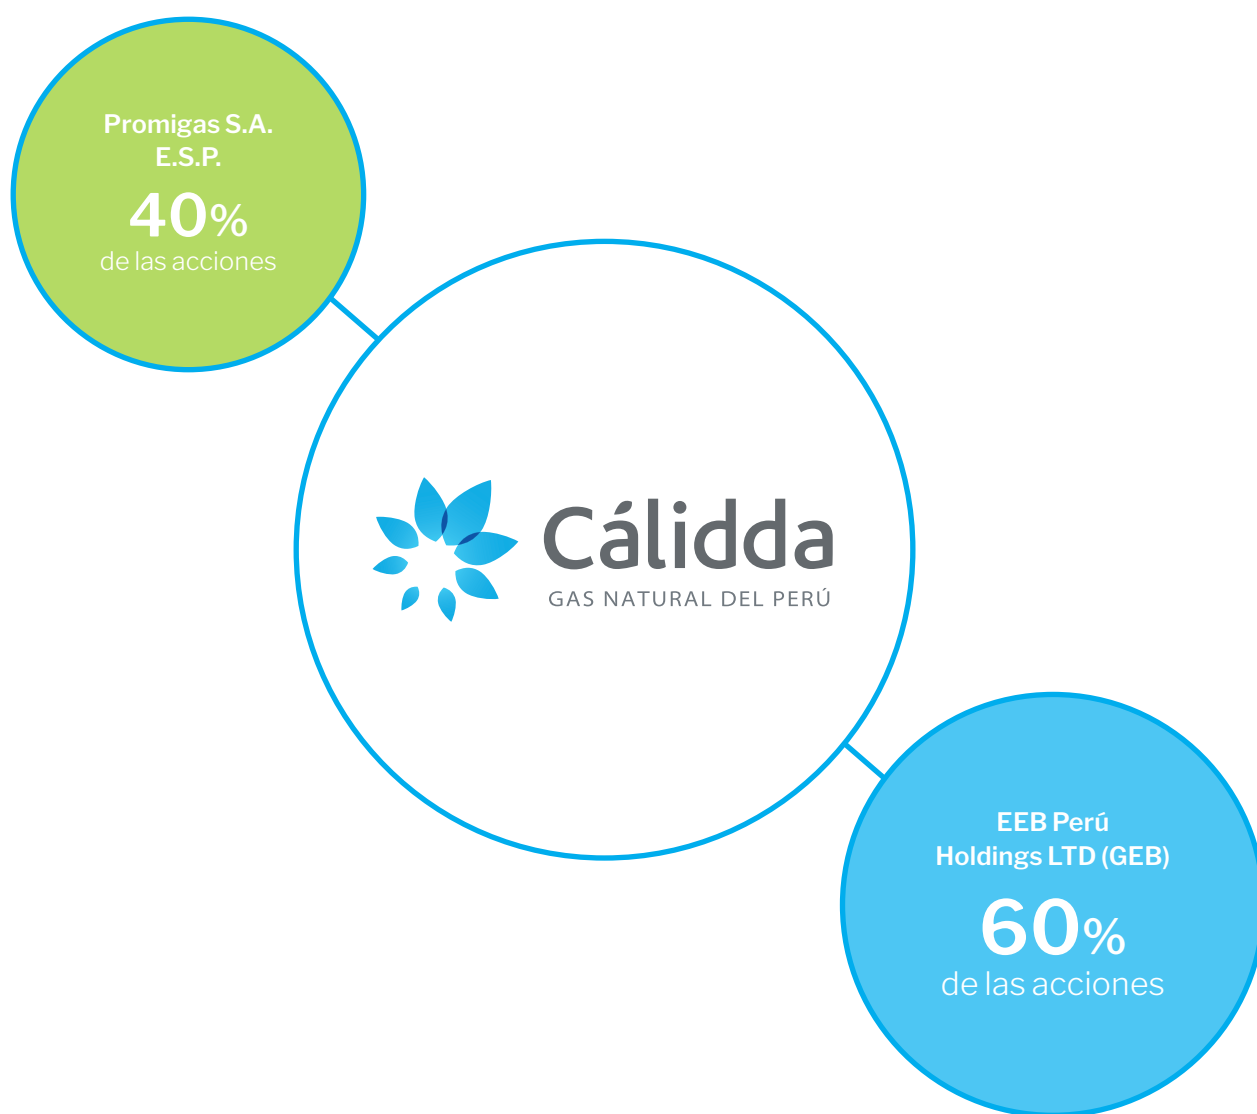 Promigas S.A.
E.S.P.
40%
de las acciones
Cálidda
GAS NATURAL DEL PERÚ
EEB Perú
Holdings LTD (GEB)
60%
de las acciones